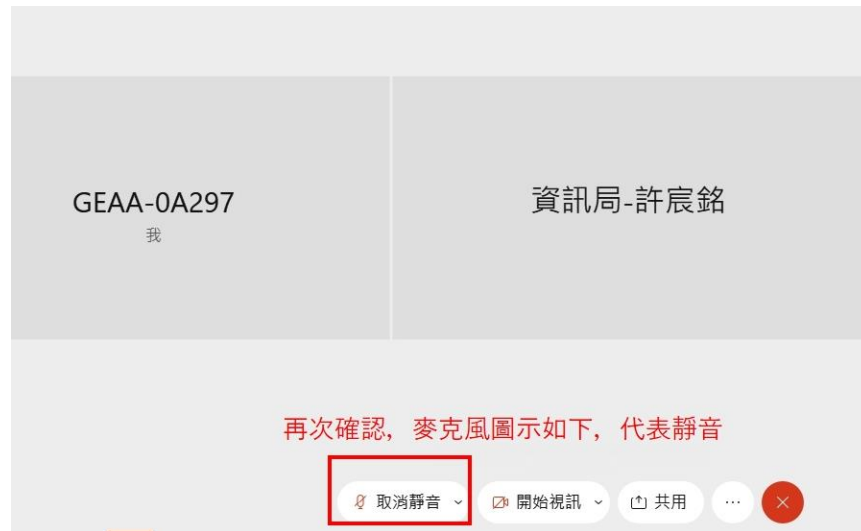 GEAA-0A297
我
資訊局-許宸銘
再次確認, 麥克風圖示如下, 代表靜音
取消靜音
開始視訊
共用